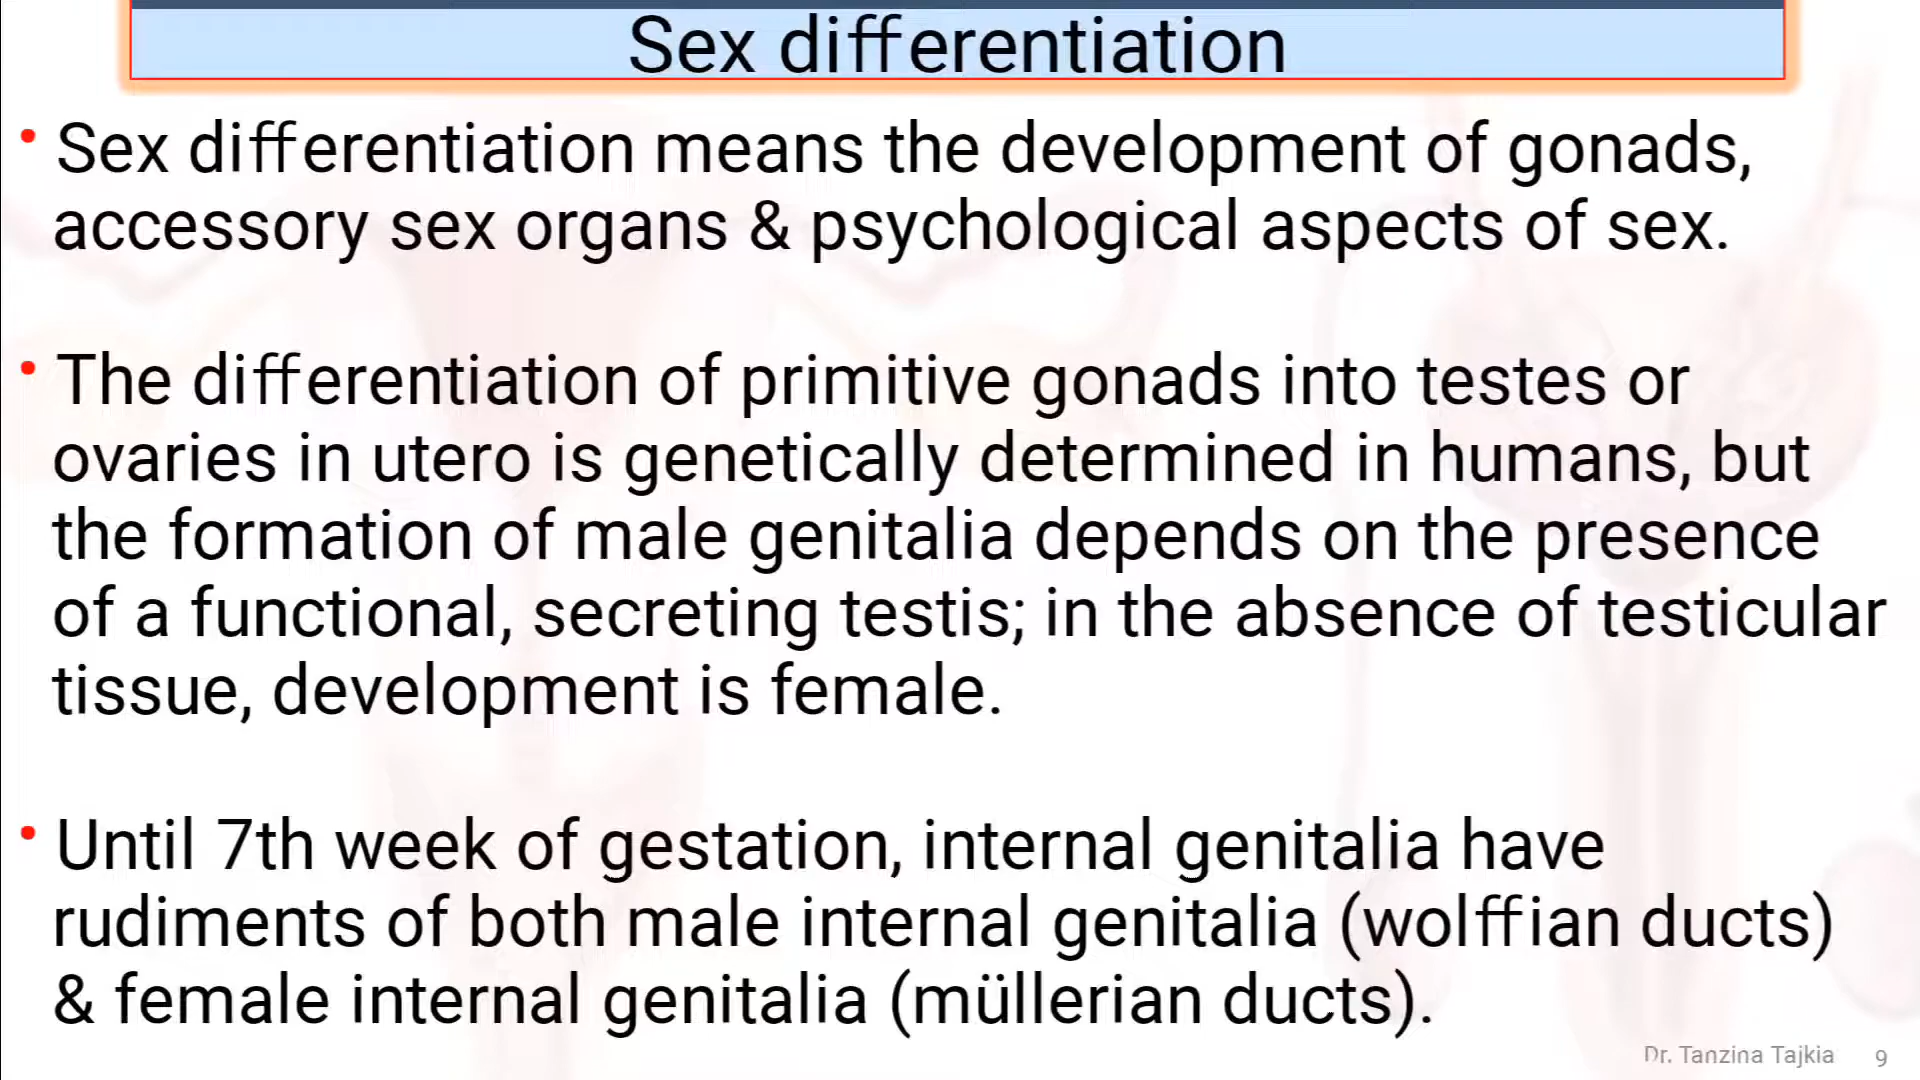 Sex differentiation
• Sex differentiation means the development of gonads,
accessory sex organs & psychological aspects of sex.
• The differentiation of primitive gonads into testes or
ovaries in utero is genetically determined in humans, but
the formation of male genitalia depends on the presence
of a functional, secreting testis; in the absence of testicular
tissue, development is female.
• Until 7th week of gestation, internal genitalia have
rudiments of both male internal genitalia (wolffian ducts)
& female internal genitalia (müllerian ducts).
Dr. Tanzina Tajkia 9